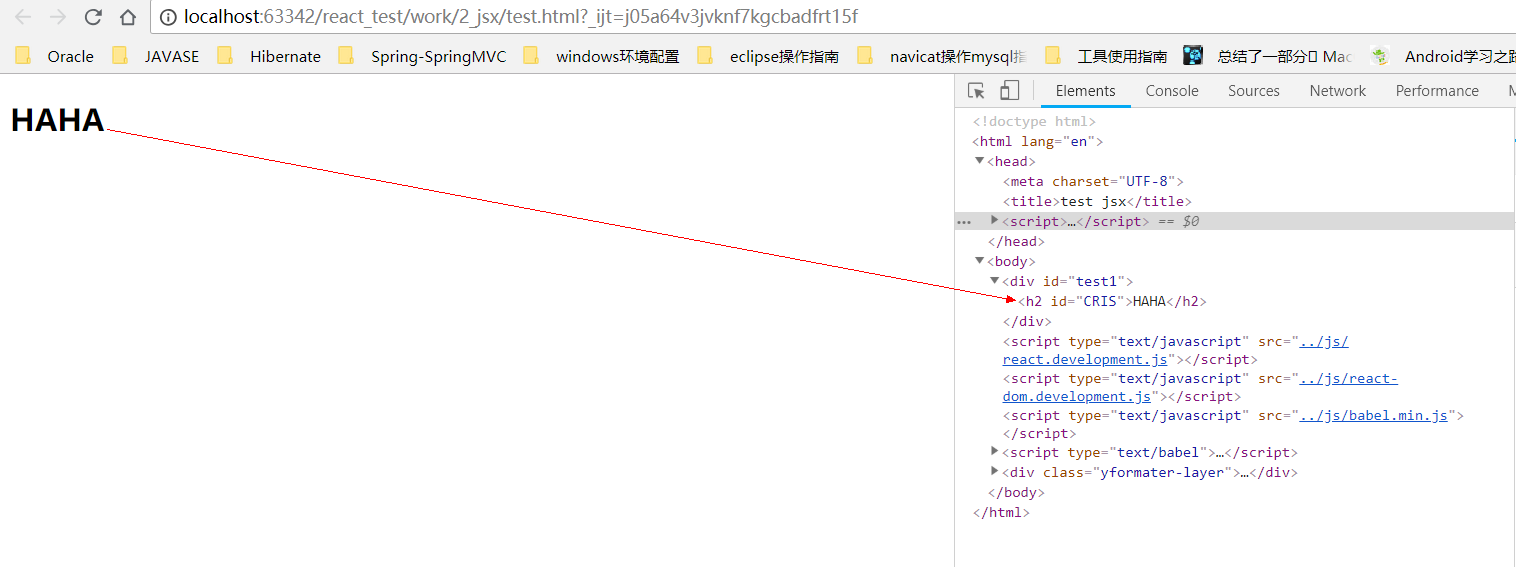 localhost:63342/react_test/work/2_jsx/test.html?_ijt=j05a64v3jvknf7kgcbadfrt15f
Oracle JAVASE Hibernate Spring-SpringMVC windows环境配置 eclipse操作指南 navicat操作mysql指 工具使用指南 总结了一部分 Mac Android学习之路
HAHA
Elements Console Sources Network Performance M
<!doctype html>
<html lang="en">
▼<head>
<meta charset="UTF-8">
<title>test jsx</title>
... ▶<script>…</script> == $0
</head>
▼<body>
▼<div id="test1">
<h2 id="CRIS">HAHA</h2>
</div>
<script type="text/javascript" src="../js/
react.development.js"></script>
<script type="text/javascript" src="../js/react-
dom.development.js"></script>
<script type="text/javascript" src="../js/babel.min.js">
</script>
▶<script type="text/babel">…</script>
▶<div class="yformater-layer">…</div>
</body>
</html>